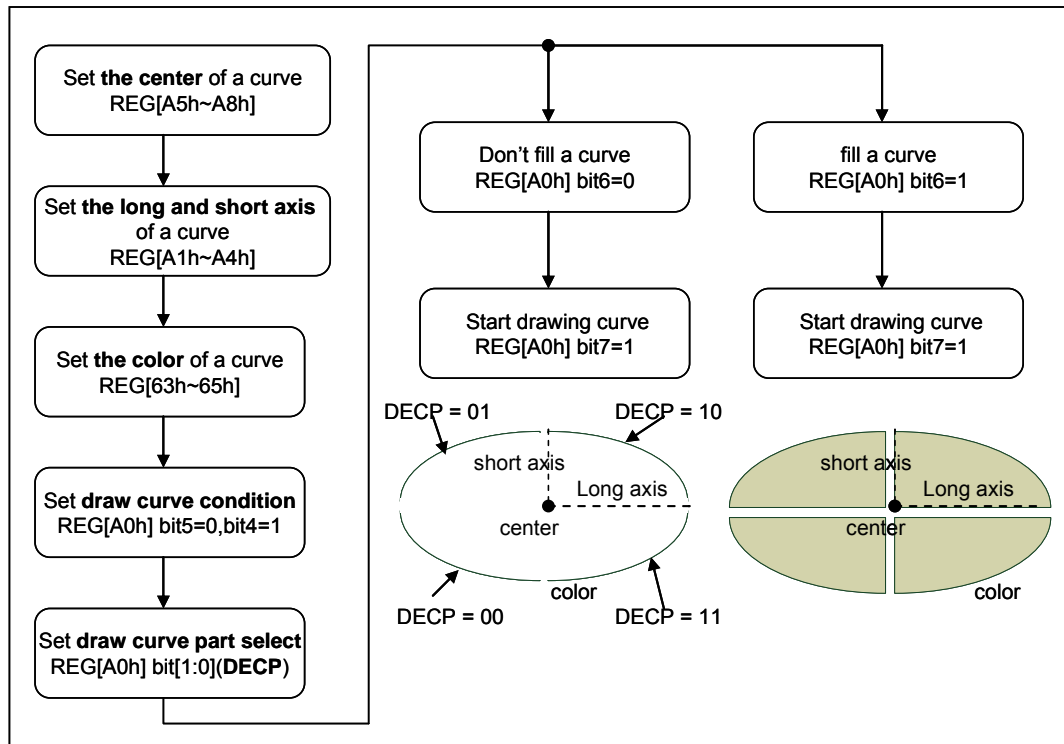 Set the center of a curve
REG[A5h~A8h]
Set the long and short axis
of a curve
REG[A1h~A4h]
Set the color of a curve
REG[63h~65h]
Set draw curve condition
REG[A0h] bit5=0,bit4=1
Set draw curve part select
REG[A0h] bit[1:0](DECP)
Don’t fill a curve
REG[A0h] bit6=0
fill a curve
REG[A0h] bit6=1
Start drawing curve
REG[A0h] bit7=1
Start drawing curve
REG[A0h] bit7=1
DECP = 01
DECP = 10
short axis
Long axis
center
color
DECP = 00
DECP = 11
short axis
Long axis
center
color